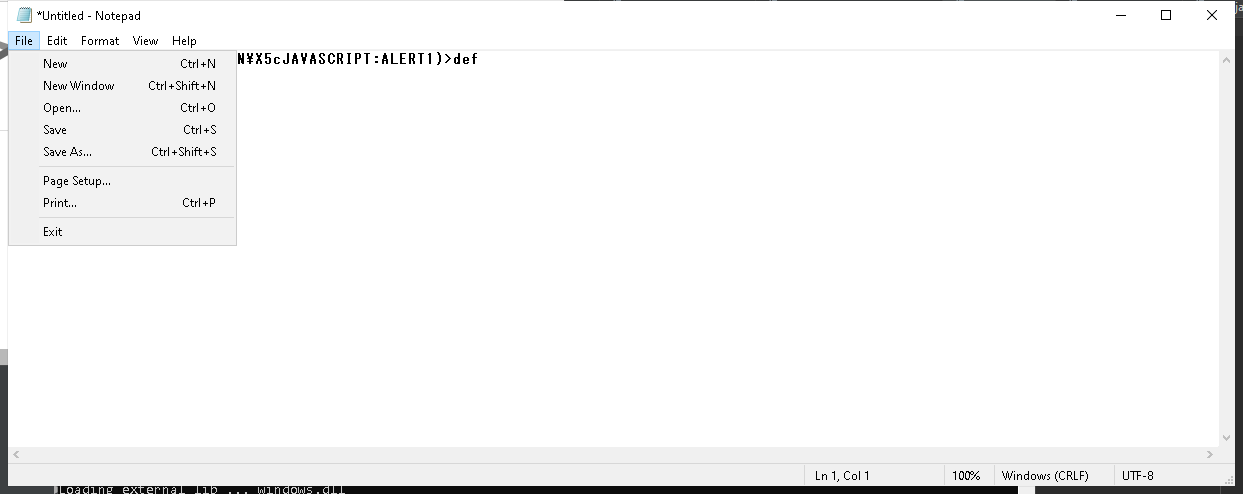 *Untitled - Notepad
File Edit Format View Help
N¥X5cJAVASCRIPT:ALERT1)>def
New Ctrl+N
New Window Ctrl+Shift+N
Open... Ctrl+O
Save Ctrl+S
Save As... Ctrl+Shift+S
Page Setup...
Print... Ctrl+P
Exit
Ln 1, Col 1 100% Windows (CRLF) UTF-8
Loading external lib ... windows.dll